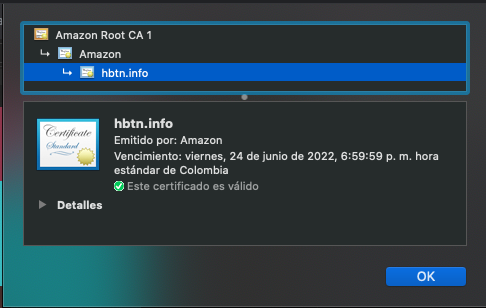 Amazon Root CA 1
Amazon
hbtn.info
Certificate
Standard
hbtn.info
Emitido por: Amazon
Vencimiento: viernes, 24 de junio de 2022, 6:59:59 p. m. hora
estándar de Colombia
Este certificado es válido
Detalles
OK